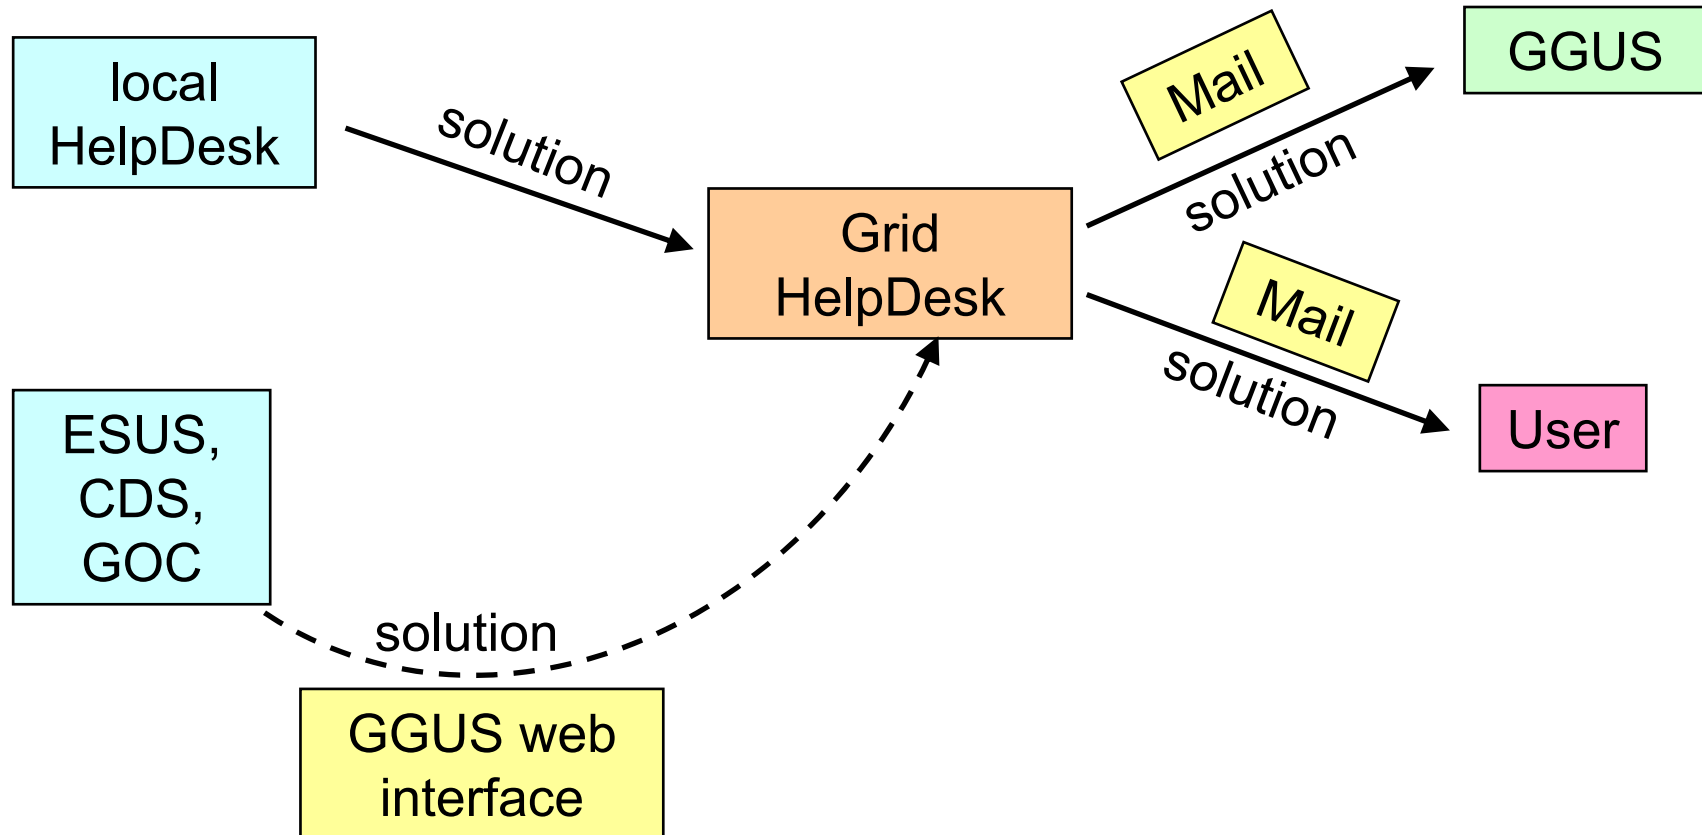 local
HelpDesk
solution
Mail
solution
GGUS
Grid
HelpDesk
Mail
solution
User
ESUS,
CDS,
GOC
solution
GGUS web
interface